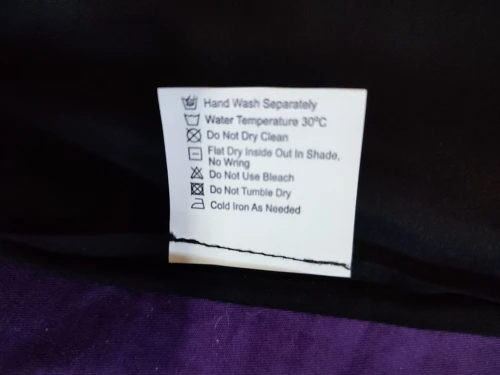 Hand Wash Separately
Water Temperature 30°C
Do Not Dry Clean
Flat Dry Inside Out In Shade,
No Wring
Do Not Use Bleach
Do Not Tumble Dry
Cold Iron As Needed